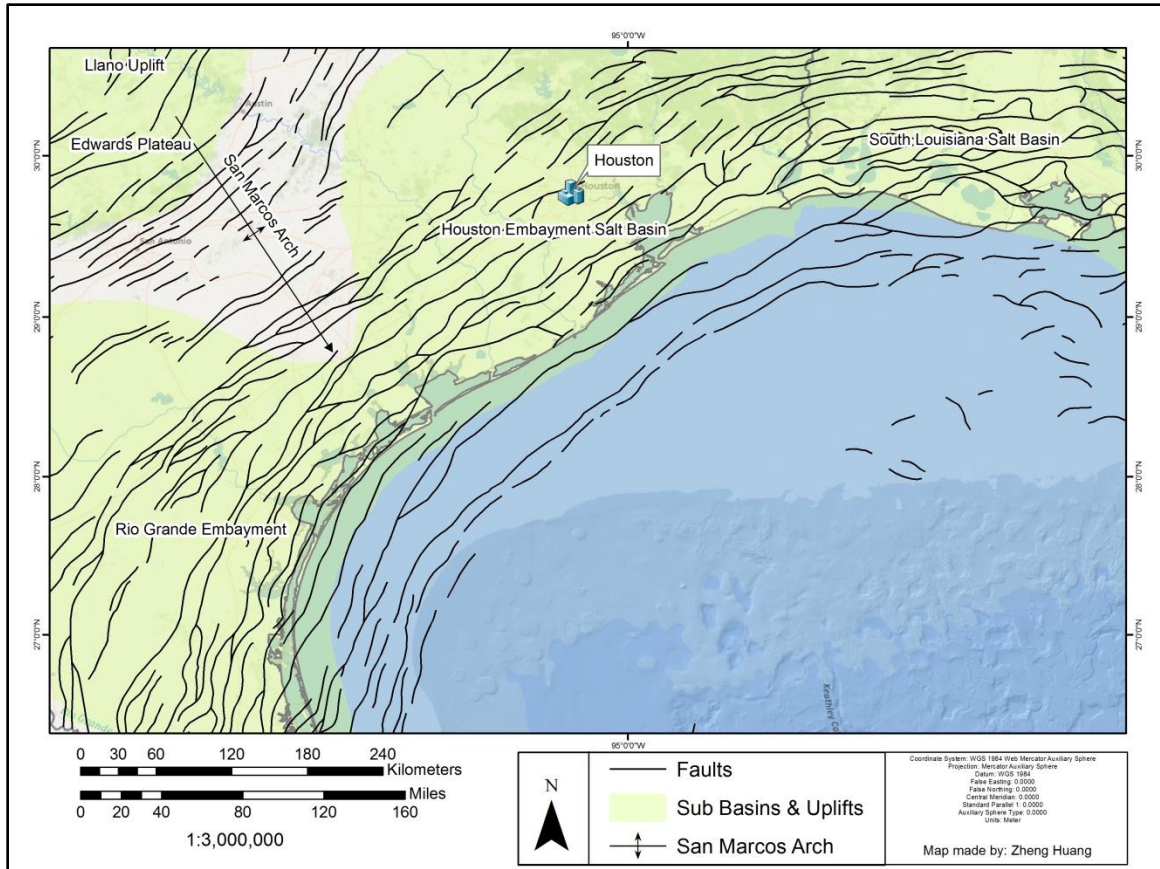 95°0'0"W
Llano Uplift
Austin
Edwards Plateau
San Marcos Arch
San Antonio
Houston
Houston
Houston Embayment Salt Basin
South Louisiana Salt Basin
Rio Grande Embayment
30°0'0"N
29°0'0"N
28°0'0"N
27°0'0"N
30°0'0"N
29°0'0"N
28°0'0"N
27°0'0"N
Rio Grande
95°0'0"W
0 30 60 120 180 240
Kilometers
Miles
0 20 40 80 120 160
1:3,000,000
N
Faults
Sub Basins & Uplifts
San Marcos Arch
Coordinate System: WGS 1984 Web Mercator Auxiliary Sphere
Projection: Mercator Auxiliary Sphere
Datum: WGS 1984
False Easting: 0.0000
False Northing: 0.0000
Central Meridian: 0.0000
Standard Parallel 1: 0.0000
Auxiliary Sphere Type: 0.0000
Units: Meter
Map made by: Zheng Huang